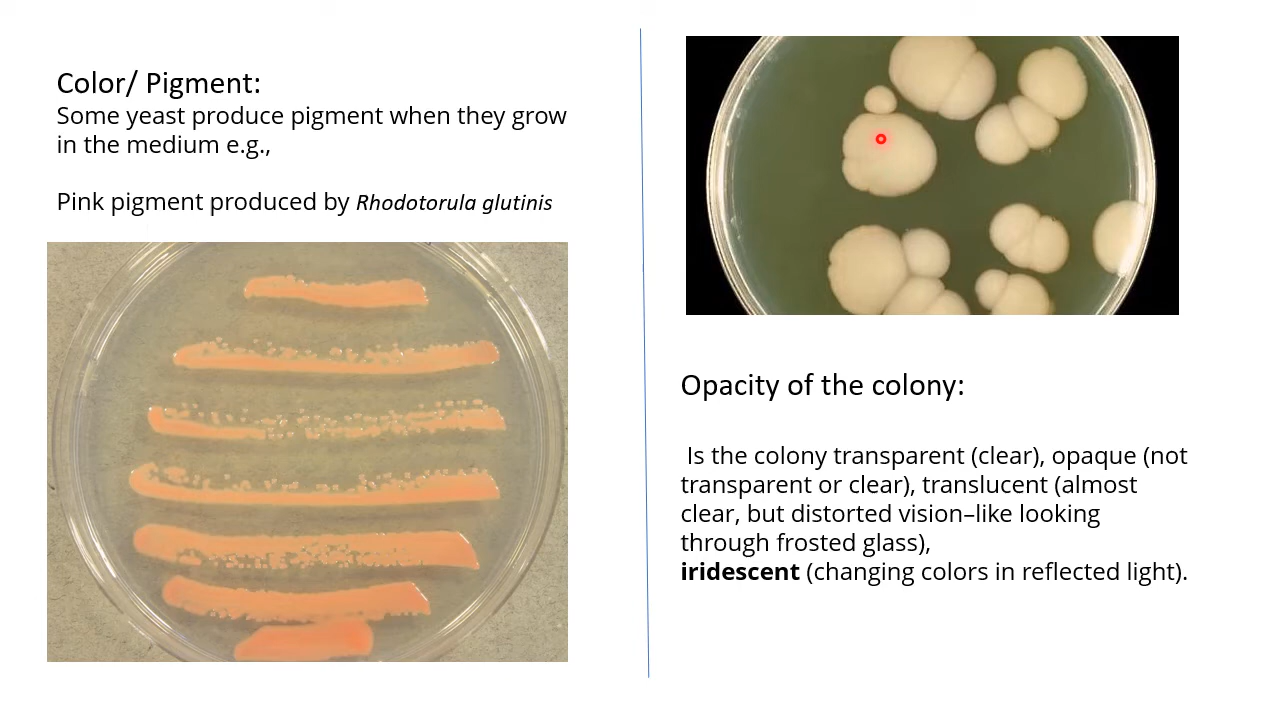 Color/ Pigment:
Some yeast produce pigment when they grow
in the medium e.g.,
Pink pigment produced by Rhodotorula glutinis
Opacity of the colony:
Is the colony transparent (clear), opaque (not
transparent or clear), translucent (almost
clear, but distorted vision–like looking
through frosted glass),
iridescent (changing colors in reflected light).